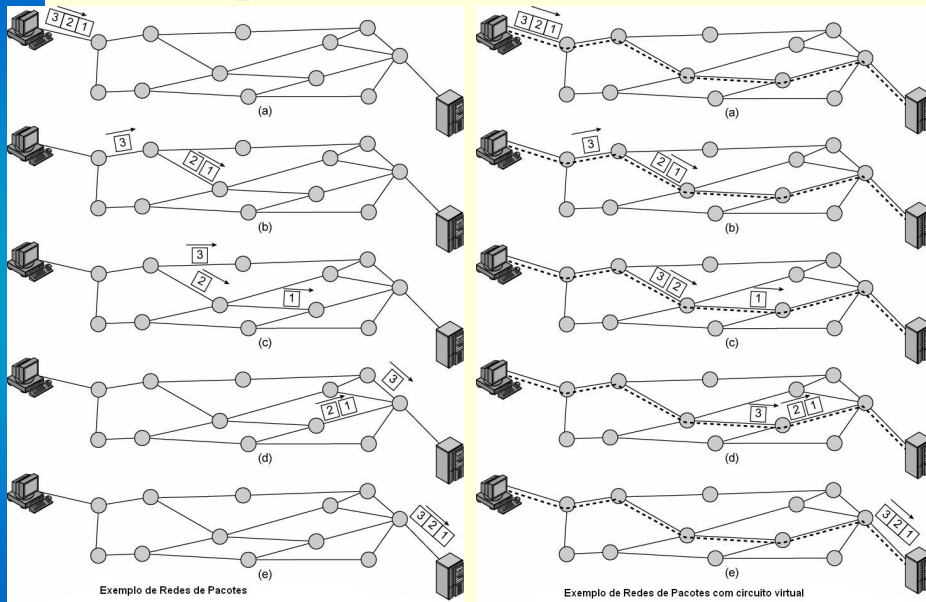 3 2 1
(a)
3
2 1
(b)
3
2
1
(c)
3
2 1
(d)
3 2 1
(e)
Exemplo de Redes de Pacotes
3 2 1
(a)
3
2 1
(b)
3 2
1
(c)
3
2 1
(d)
3 2 1
(e)
Exemplo de Redes de Pacotes com circuito virtual